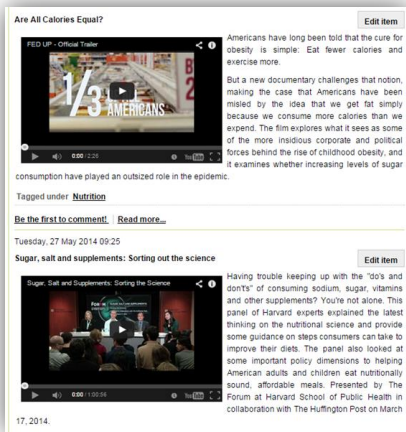 Are All Calories Equal?
Edit item
FED UP - Official Trailer
1/3
AMERICANS
0:00 / 2:25
YouTube
Americans have long been told that the cure for
obesity is simple: Eat fewer calories and
exercise more.
But a new documentary challenges that notion,
making the case that Americans have been
misled by the idea that we get fat simply
because we consume more calories than we
expend. The film explores what it sees as some
of the more insidious corporate and political
forces behind the rise of childhood obesity, and
it examines whether increasing levels of sugar
consumption have played an outsized role in the epidemic.
Tagged under Nutrition
Be the first to comment! Read more...
Tuesday, 27 May 2014 09:25
Sugar, salt and supplements: Sorting out the science
Edit item
Sugar, Salt and Supplements: Sorting the Science
0:00 / 1:00:56
YouTube
Having trouble keeping up with the "do's and
don't's" of consuming sodium, sugar, vitamins
and other supplements? You're not alone. This
panel of Harvard experts explained the latest
thinking on the nutritional science and provide
some guidance on steps consumers can take to
improve their diets. The panel also looked at
some important policy dimensions to helping
American adults and children eat nutritionally
sound, affordable meals. Presented by The
Forum at Harvard School of Public Health in
collaboration with The Huffington Post on March
17, 2014.